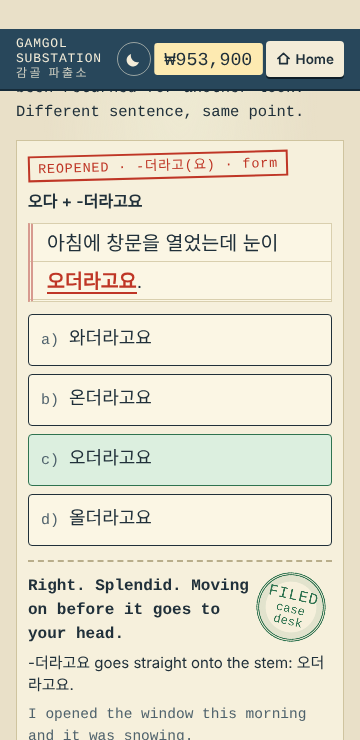 GAMGOL
SUBSTATION
감골 파출소
₩953,900
Home
Different sentence, same point.
REOPENED · -더라고(요) · form
오다 + -더라고요
아침에 창문을 열었는데 눈이
오더라고요.
a) 와더라고요
b) 온더라고요
c) 오더라고요
d) 올더라고요
Right. Splendid. Moving
on before it goes to
your head.
FILED
case
desk
-더라고요 goes straight onto the stem: 오더
라고요.
I opened the window this morning
and it was snowing.